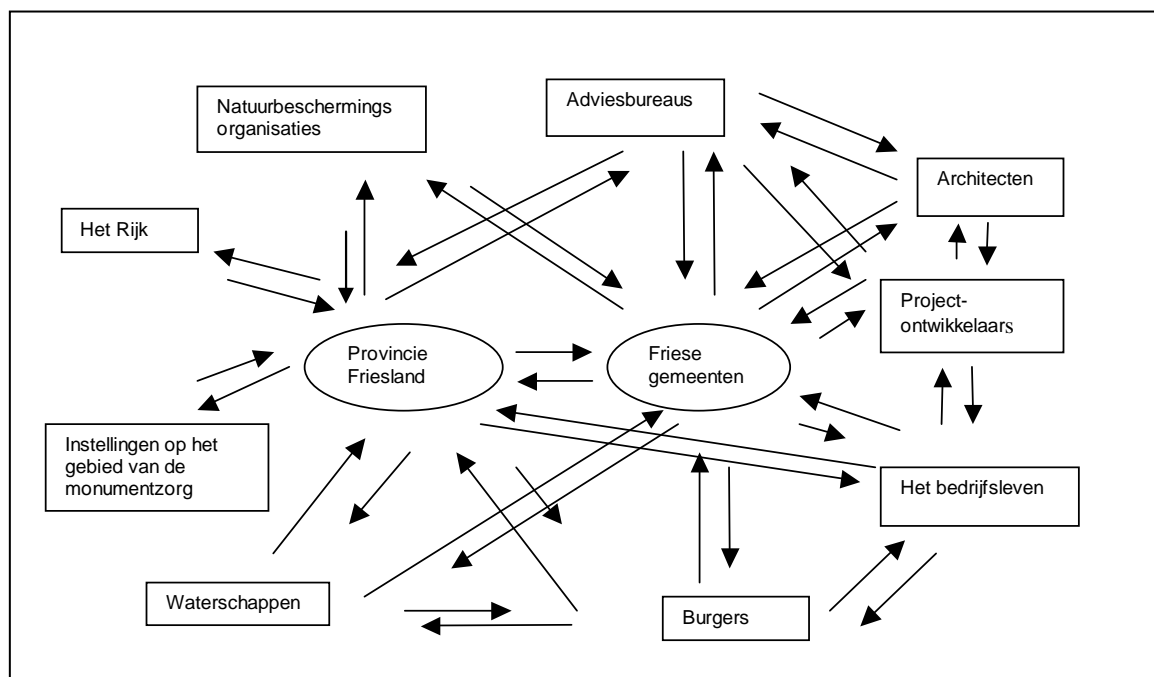 Natuurbeschermings
organisaties
Adviesbureaus
Architecten
Het Rijk
Project-
ontwikkelaars
Provincie
Friesland
Friese
gemeenten
Instellingen op het
gebied van de
monumentzorg
Het bedrijfsleven
Waterschappen
Burgers